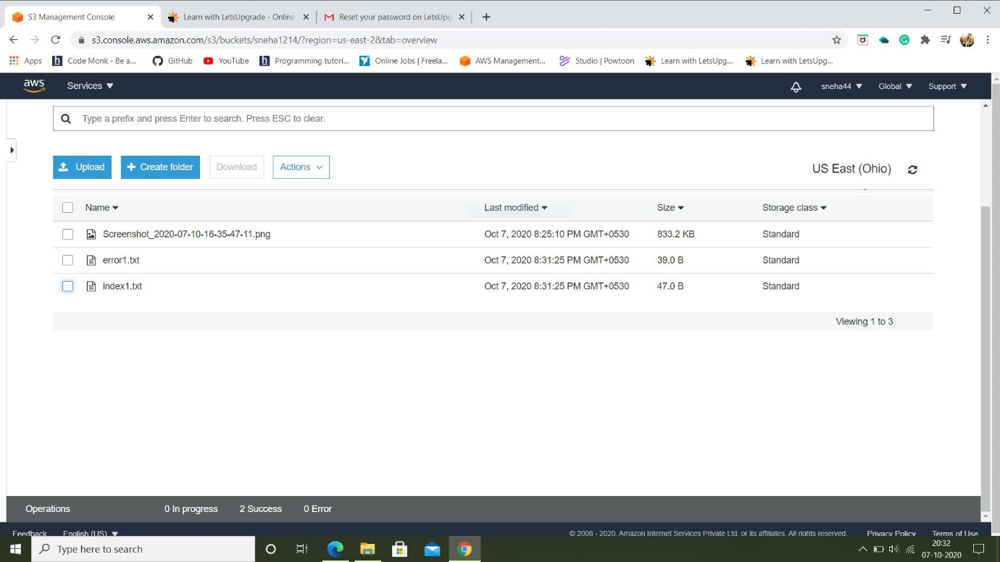 S3 Management Console
Learn with LetsUpgrade - Online
Reset your password on LetsUpg
s3.console.aws.amazon.com/s3/buckets/sneha1214/?region=us-east-2&tab=overview
Apps
Code Monk - Be a...
GitHub
YouTube
Programming tutori...
Online Jobs | Freela...
AWS Management...
Studio | Powtoon
Learn with LetsUpg...
Learn with LetsUpg...
aws
Services
sneha44
Global
Support
Type a prefix and press Enter to search. Press ESC to clear.
Upload
Create folder
Download
Actions
US East (Ohio)
Name Last modified Size Storage class
Screenshot_2020-07-10-16-35-47-11.png Oct 7, 2020 8:25:10 PM GMT+0530 833.2 KB Standard
error1.txt Oct 7, 2020 8:31:25 PM GMT+0530 39.0 B Standard
index1.txt Oct 7, 2020 8:31:25 PM GMT+0530 47.0 B Standard
Viewing 1 to 3
Operations 0 In progress 2 Success 0 Error
Feedback English (US) © 2008 - 2020, Amazon Internet Services Private Ltd. or its affiliates. All rights reserved. Privacy Policy Terms of Use
Type here to search
20:32
07-10-2020